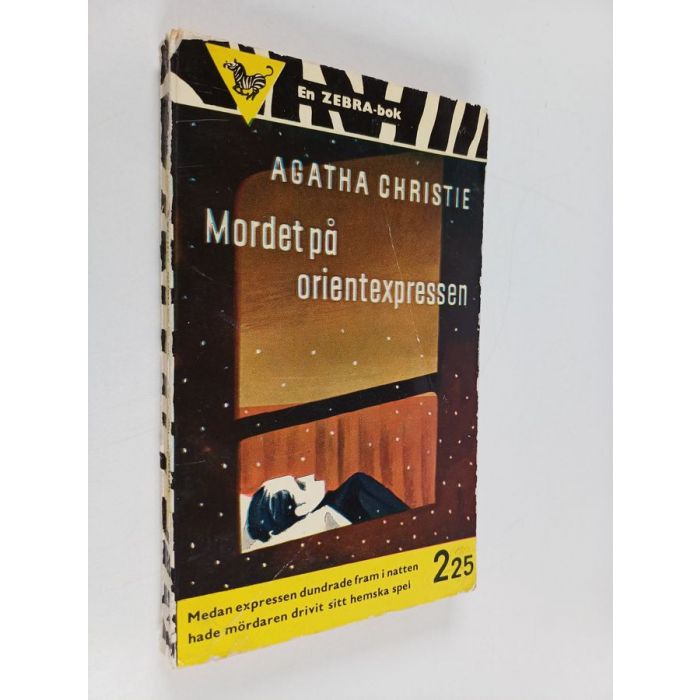 En ZEBRA-bok
AGATHA CHRISTIE
Mordet på
orientexpressen
Medan expressen dundrade fram i natten
hade mördaren drivit sitt hemska spel
2 25